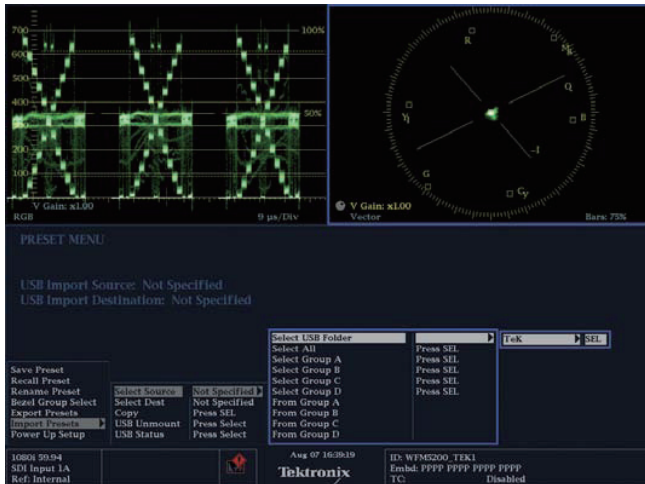 700
600
500
400
300
200
100
100%
50%
V Gain: x1.00
RGB
9 µs/Div
R
Mg
Q
B
Yl
-I
G
Cy
V Gain: x1.00
Vector
Bars: 75%
PRESET MENU
USB Import Source: Not Specified
USB Import Destination: Not Specified
Save Preset
Recall Preset
Rename Preset
Bezel Group Select
Export Presets
Import Presets
Power Up Setup
Select Source Not Specified
Select Dest Not Specified
Copy Press SEL
USB Unmount Press Select
USB Status Press Select
Select USB Folder
Select All Press SEL
Select Group A Press SEL
Select Group B Press SEL
Select Group C Press SEL
Select Group D Press SEL
From Group A
From Group B
From Group C
From Group D
TeK SEL
1080i 59.94
SDI Input 1A
Ref: Internal
Aug 07 16:39:19
Tektronix
ID: WFM5200_TEK1
Embd: PPPP PPPP PPPP PPPP
TC: Disabled